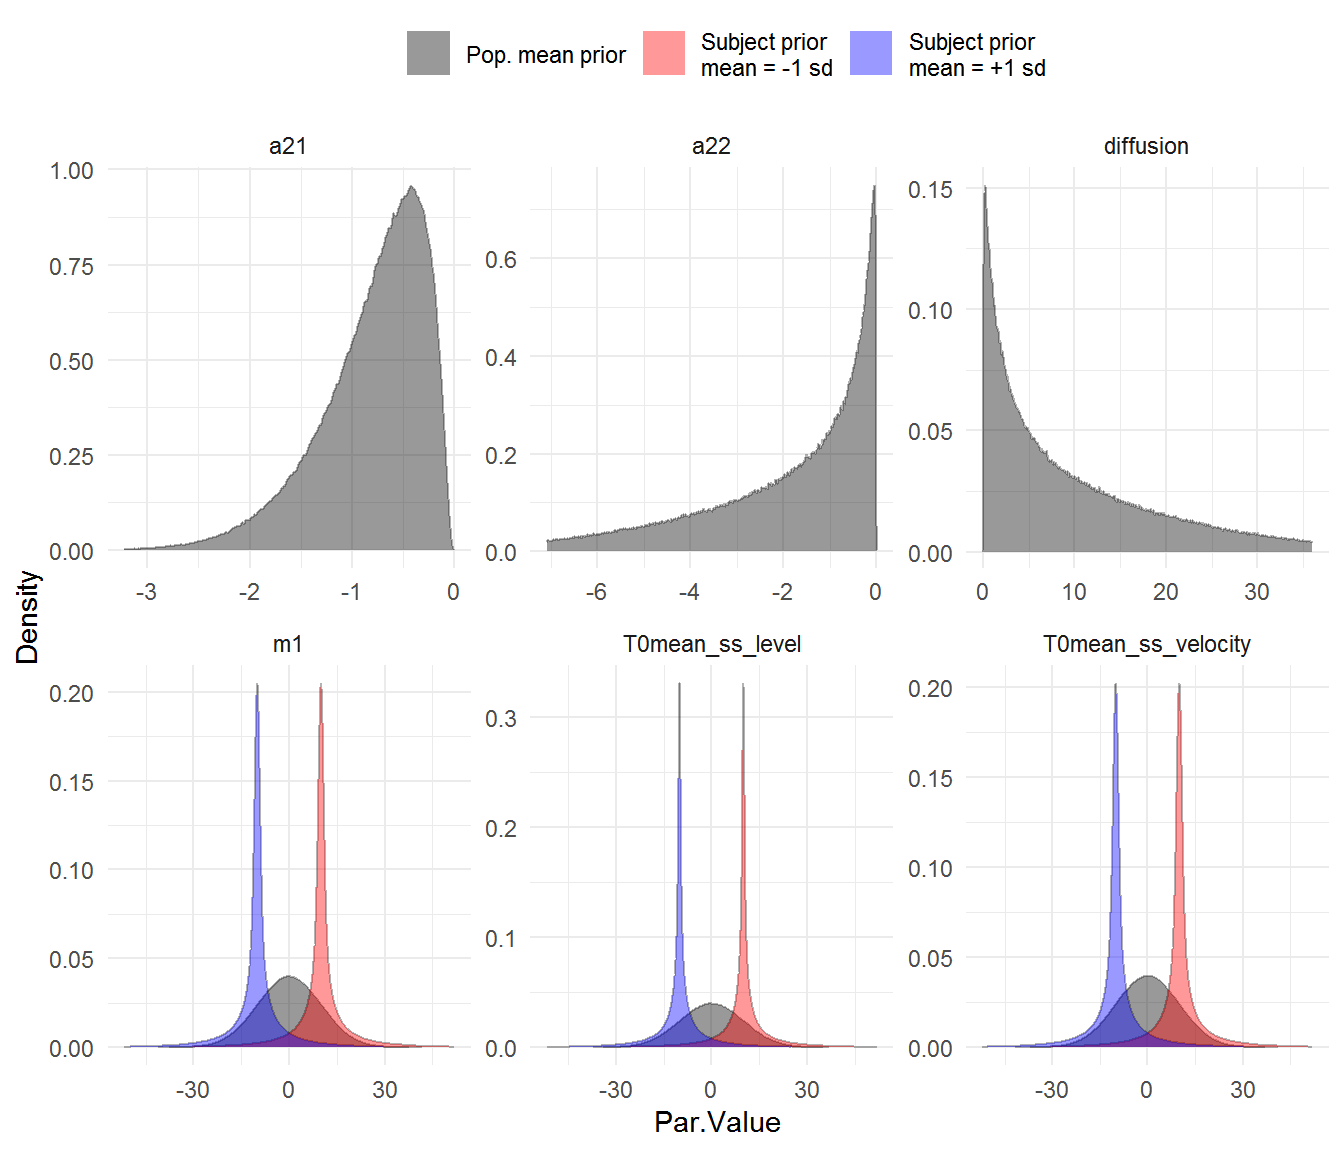 Pop. mean prior
Subject prior
mean = -1 sd
Subject prior
mean = +1 sd
a21
a22
diffusion
1.00
0.75
0.50
0.25
0.00
-3 -2 -1 0
0.6
0.4
0.2
0.0
-6 -4 -2 0
0.15
0.10
0.05
0.00
0 10 20 30
Density
m1
T0mean_ss_level
T0mean_ss_velocity
0.20
0.15
0.10
0.05
0.00
-30 0 30
0.3
0.2
0.1
0.0
-30 0 30
0.20
0.15
0.10
0.05
0.00
-30 0 30
Par.Value